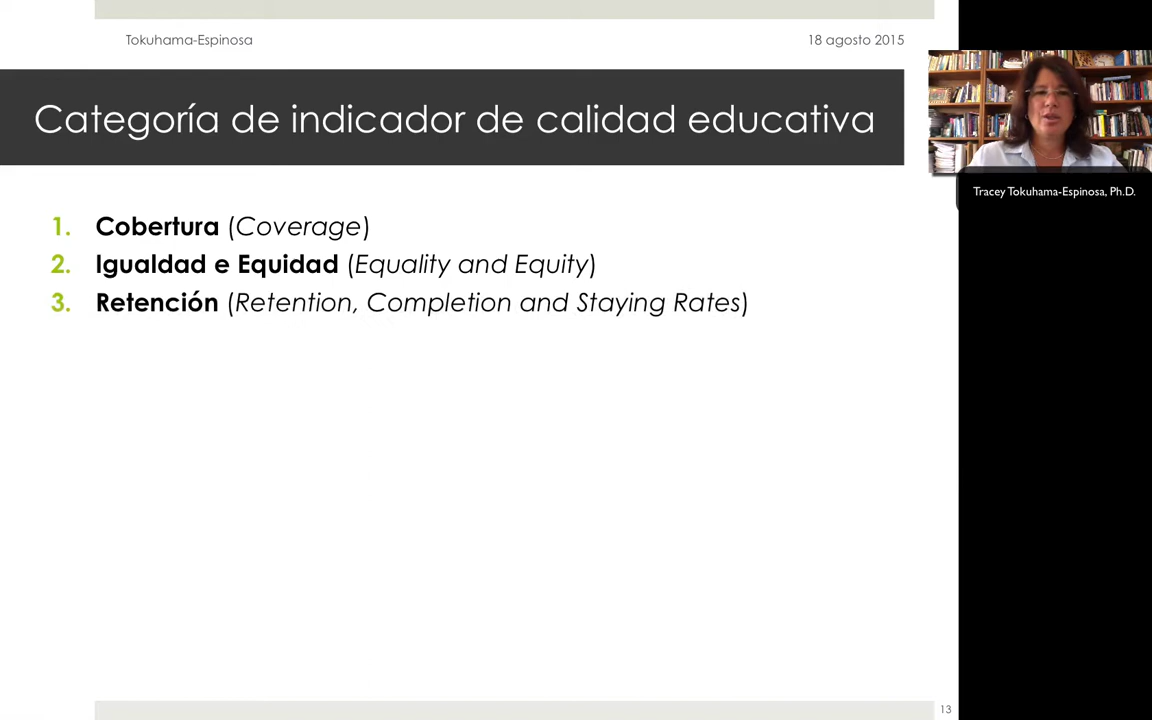 Tokuhama-Espinosa
18 agosto 2015
Categoría de indicador de calidad educativa
Tracey Tokuhama-Espinosa, Ph.D.
1. Cobertura (Coverage)
2. Igualdad e Equidad (Equality and Equity)
3. Retención (Retention, Completion and Staying Rates)
13